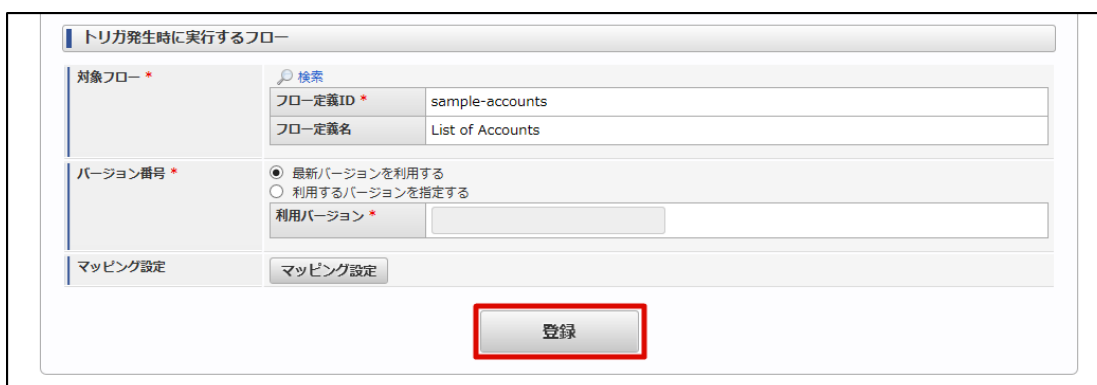 トリガ発生時に実行するフロー
対象フロー *
検索
フロー定義ID * sample-accounts
フロー定義名 List of Accounts
バージョン番号 *
最新バージョンを利用する
利用するバージョンを指定する
利用バージョン *
マッピング設定 マッピング設定
登録